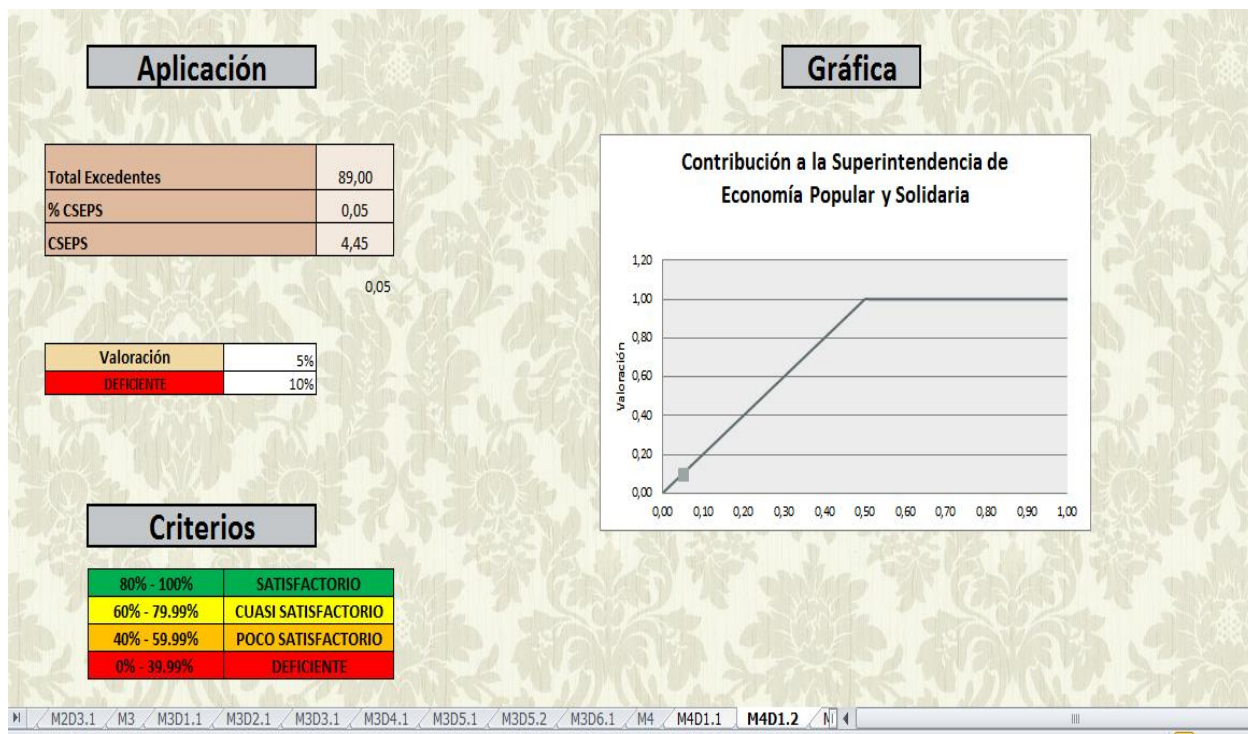 Aplicación
Total Excedentes 89,00
% CSEPS 0,05
CSEPS 4,45
0,05
Valoración 5%
DEFICIENTE 10%
Criterios
80% - 100% SATISFACTORIO
60% - 79.99% CUASI SATISFACTORIO
40% - 59.99% POCO SATISFACTORIO
0% - 39.99% DEFICIENTE
Gráfica
Contribución a la Superintendencia de
Economía Popular y Solidaria
Valoración
1,20
1,00
0,80
0,60
0,40
0,20
0,00
0,00 0,10 0,20 0,30 0,40 0,50 0,60 0,70 0,80 0,90 1,00
M2D3.1 M3 M3D1.1 M3D2.1 M3D3.1 M3D4.1 M3D5.1 M3D5.2 M3D6.1 M4 M4D1.1 M4D1.2